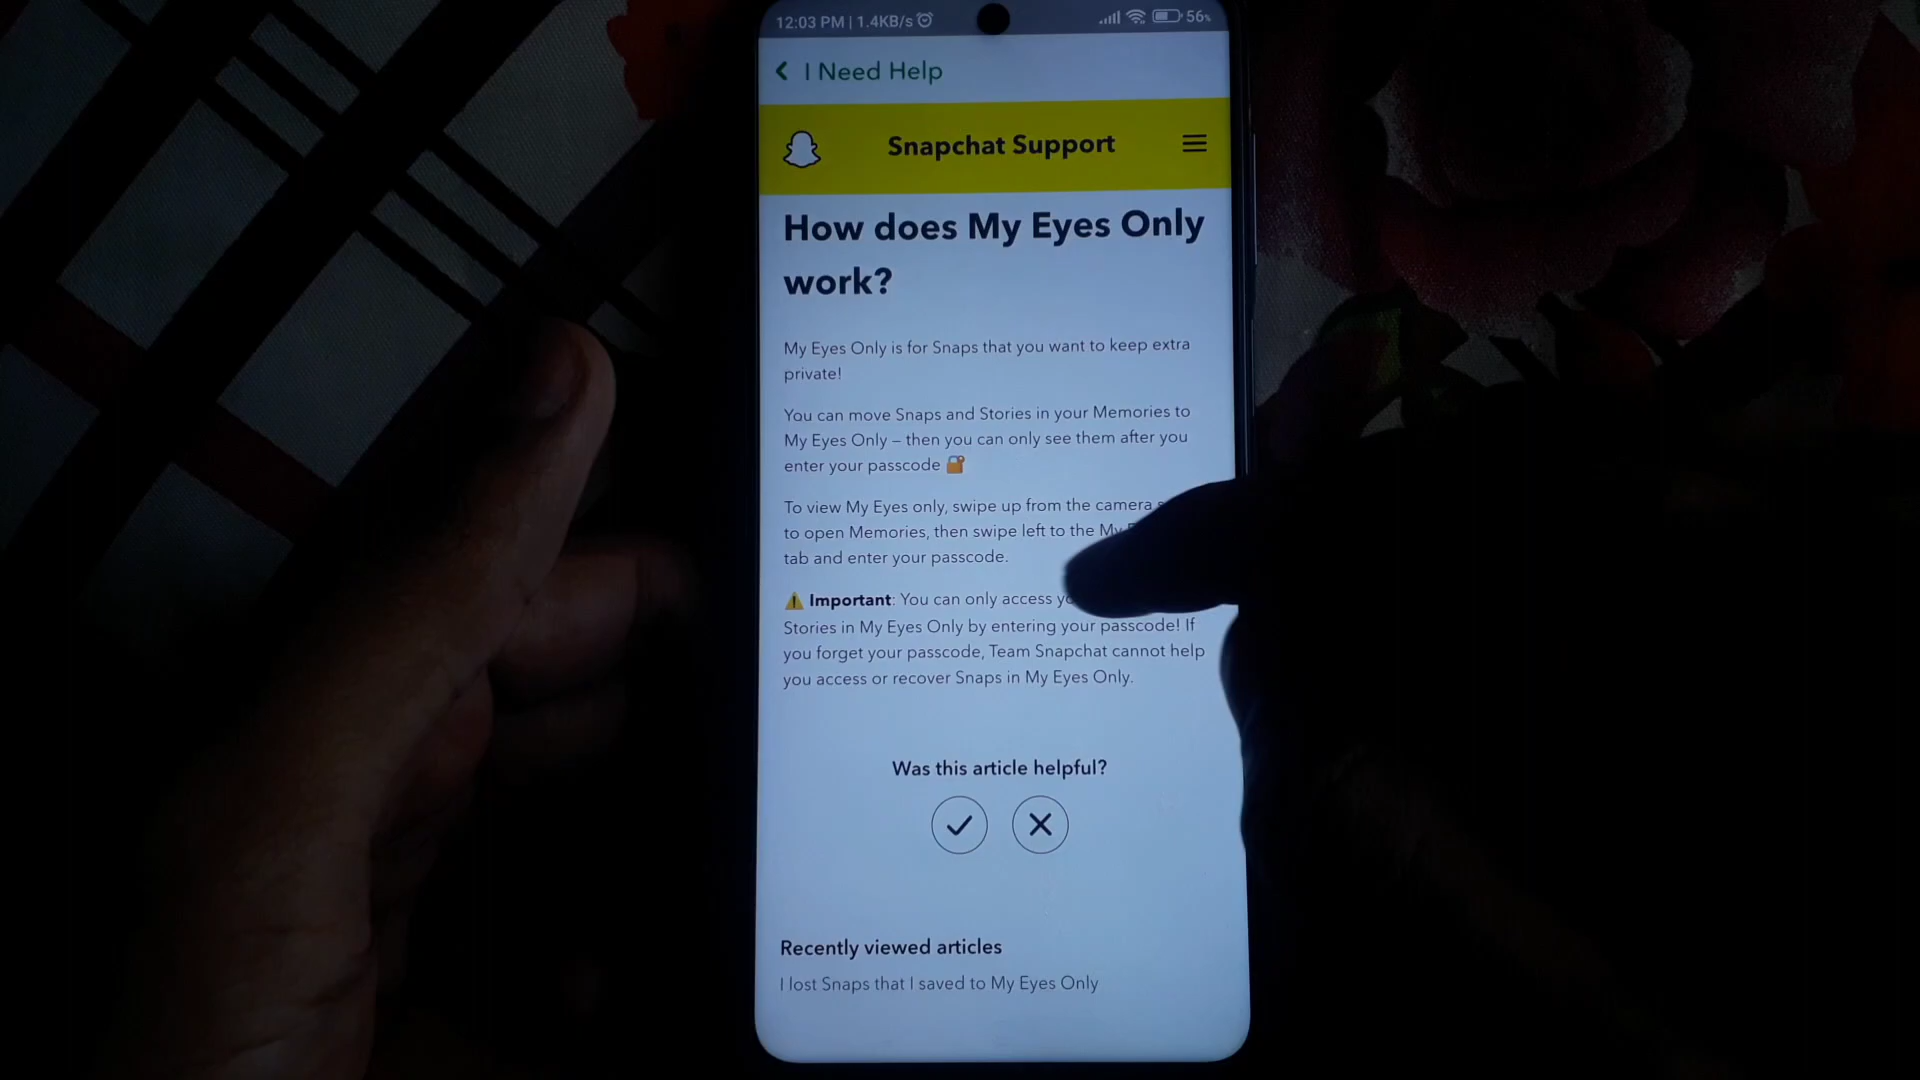 12:03 PM | 1.4KB/s
56%
I Need Help
Snapchat Support
How does My Eyes Only
work?
My Eyes Only is for Snaps that you want to keep extra
private!
You can move Snaps and Stories in your Memories to
My Eyes Only – then you can only see them after you
enter your passcode 🔐
To view My Eyes only, swipe up from the camera
to open Memories, then swipe left to the My
tab and enter your passcode.
⚠️ Important: You can only access
Stories in My Eyes Only by entering your passcode! If
you forget your passcode, Team Snapchat cannot help
you access or recover Snaps in My Eyes Only.
Was this article helpful?
Recently viewed articles
I lost Snaps that I saved to My Eyes Only